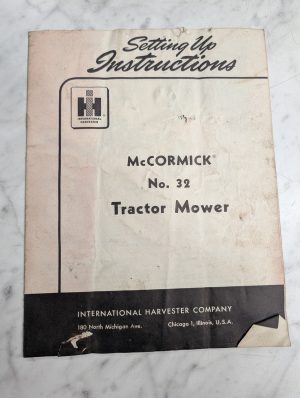 Setting Up
Instructions
IH
INTERNATIONAL
HARVESTER
McCORMICK®
No. 32
Tractor Mower
INTERNATIONAL HARVESTER COMPANY
180 North Michigan Ave. Chicago 1, Illinois, U.S.A.